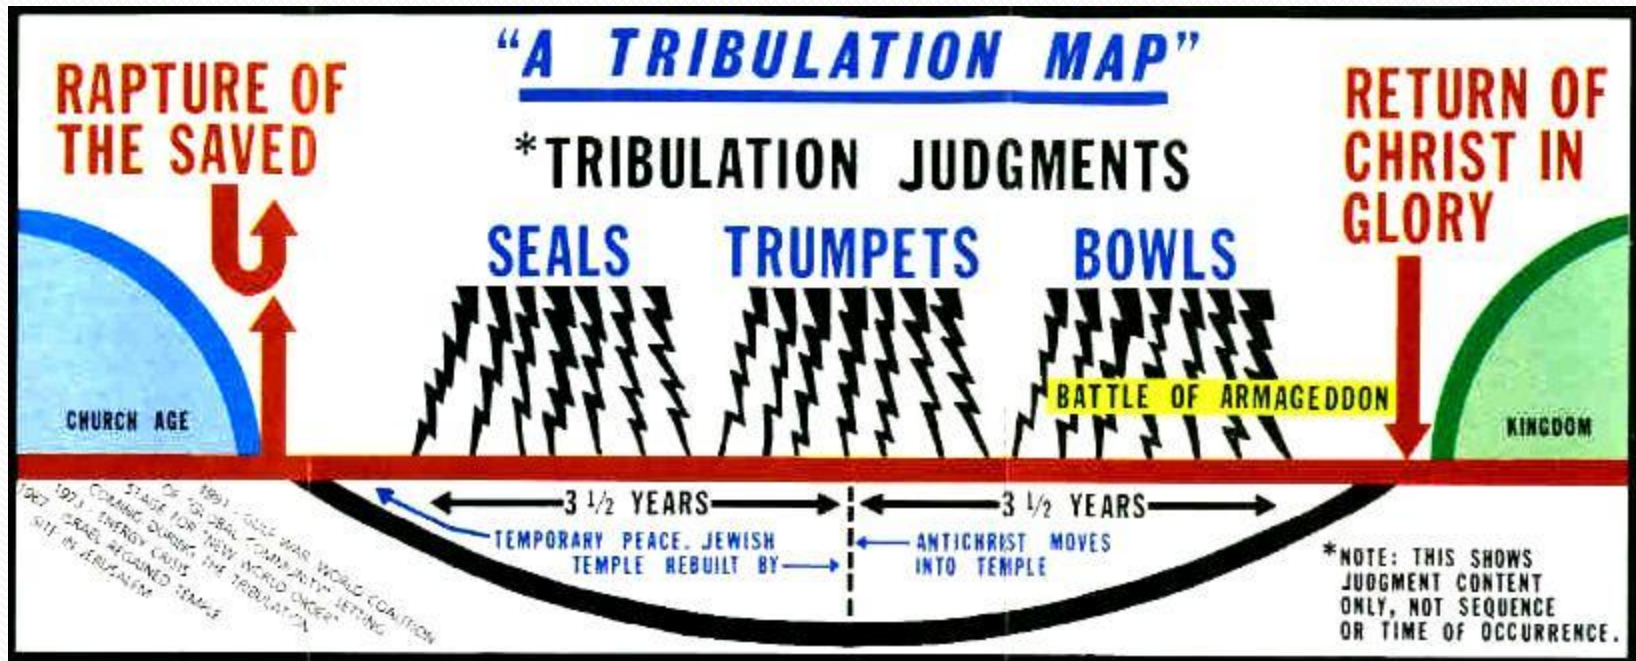 “A TRIBULATION MAP”
RAPTURE OF
THE SAVED
*TRIBULATION JUDGMENTS
RETURN OF
CHRIST IN
GLORY
SEALS
TRUMPETS
BOWLS
BATTLE OF ARMAGEDDON
CHURCH AGE
KINGDOM
3 1/2 YEARS
3 1/2 YEARS
TEMPORARY PEACE. JEWISH
TEMPLE REBUILT BY
ANTICHRIST MOVES
INTO TEMPLE
1967 ISRAEL REGAINED TEMPLE
SITE IN JERUSALEM
1973 ENERGY CRISIS
1991 - GULF WAR WORLD COALITION
OF "GLOBAL COMMUNITY" SETTING
STAGE FOR "NEW WORLD ORDER"
COMING DURING THE TRIBULATION
*NOTE: THIS SHOWS
JUDGMENT CONTENT
ONLY, NOT SEQUENCE
OR TIME OF OCCURRENCE.